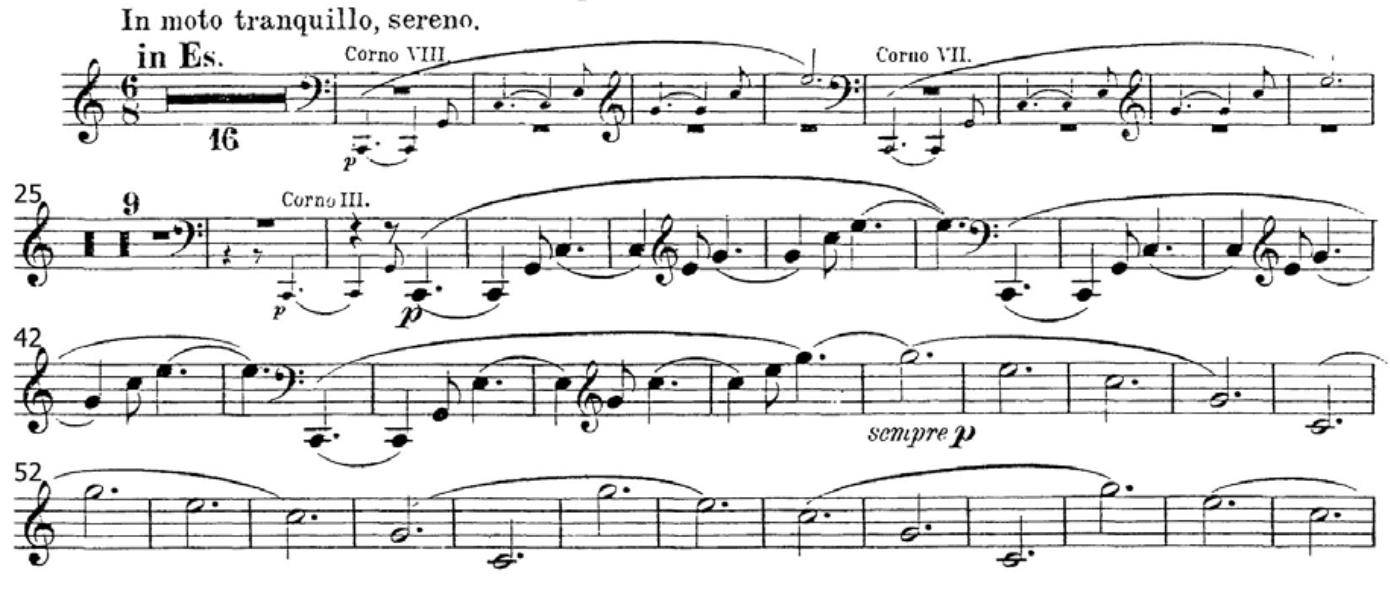 In moto tranquillo, sereno.
in Es.
Corno VIII.
Corno VII.
6
8
16
p
25
9
Corno III.
p
p
42
sempre p
52